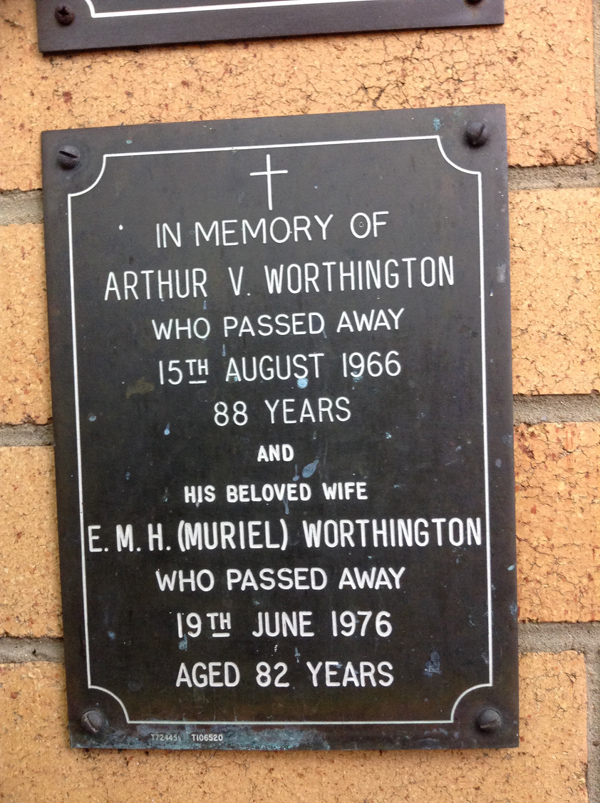 IN MEMORY OF
ARTHUR V. WORTHINGTON
WHO PASSED AWAY
15TH AUGUST 1966
88 YEARS
AND
HIS BELOVED WIFE
E. M. H. (MURIEL) WORTHINGTON
WHO PASSED AWAY
19TH JUNE 1976
AGED 82 YEARS
T106520